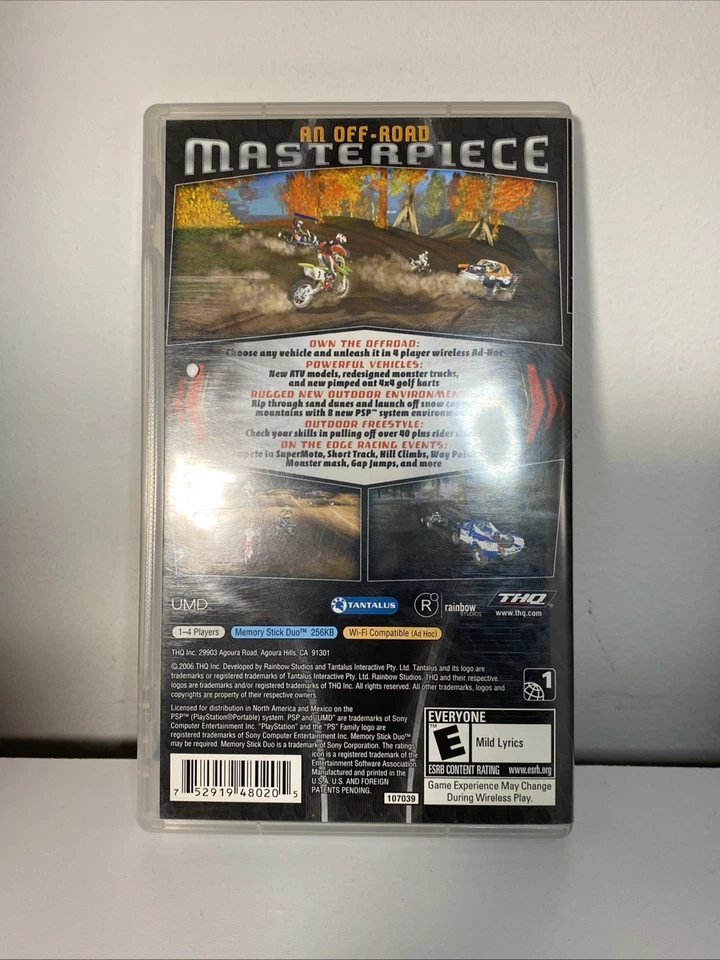 AN OFF-ROAD
MASTERPIECE
OWN THE OFFROAD:
Choose any vehicle and unleash it in 4 player wireless Ad-Hoc
POWERFUL VEHICLES:
New ATV models, redesigned monster trucks,
and new pimped out 4x4 golf karts
RUGGED NEW OUTDOOR ENVIRONMENT
Rip through sand dunes and launch off snow
mountains with 8 new PSP™ system
OUTDOOR FREESTYLE:
Check your skills in pulling off over 40 plus rider
ON THE EDGE RACING EVENTS:
in SuperMoto, Short Track, Hill Climbs, Way
Monster mash, Gap Jumps, and more
UMD
TANTALUS
R
rainbow
STUDIOS
THQ
www.thq.com
1-4 Players
Memory Stick Duo™ 256KB
Wi-Fi Compatible (Ad Hoc)
THQ Inc. 29903 Agoura Road, Agoura Hills, CA 91301
© 2006 THQ Inc. Developed by Rainbow Studios and Tantalus Interactive Pty. Ltd. Tantalus and its logo are
trademarks or registered trademarks of Tantalus Interactive Pty. Ltd. Rainbow Studios, THQ and their respective
logos are trademarks and/or registered trademarks of THQ Inc. All rights reserved. All other trademarks, logos and
copyrights are property of their respective owners.
Licensed for distribution in North America and Mexico on the
PSP™ (PlayStation®Portable) system. PSP and "UMD" are trademarks of Sony
Computer Entertainment Inc. "PlayStation" and the "PS" Family logo are
registered trademarks of Sony Computer Entertainment Inc. Memory Stick Duo™
may be required. Memory Stick Duo is a trademark of Sony Corporation. The ratings
icon is a registered trademark of the
Entertainment Software Association.
Manufactured and printed in the
U.S.A. U.S. AND FOREIGN
PATENTS PENDING.
1
EVERYONE
E
Mild Lyrics
ESRB CONTENT RATING www.esrb.org
Game Experience May Change
During Wireless Play.
7 52919 48020 5
107039